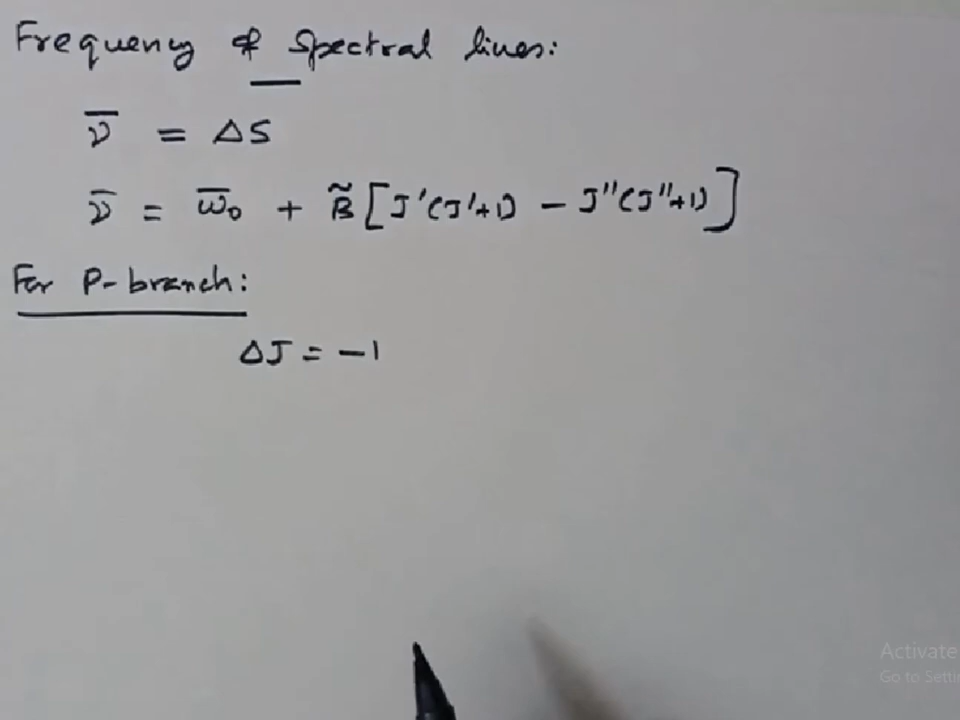 Frequency of spectral lines:
ν̅ = ΔS
ν̅ = ω̅₀ + B̃ [J'(J'+1) − J''(J''+1)]
For P-branch:
ΔJ = −1
Activate
Go to Setti